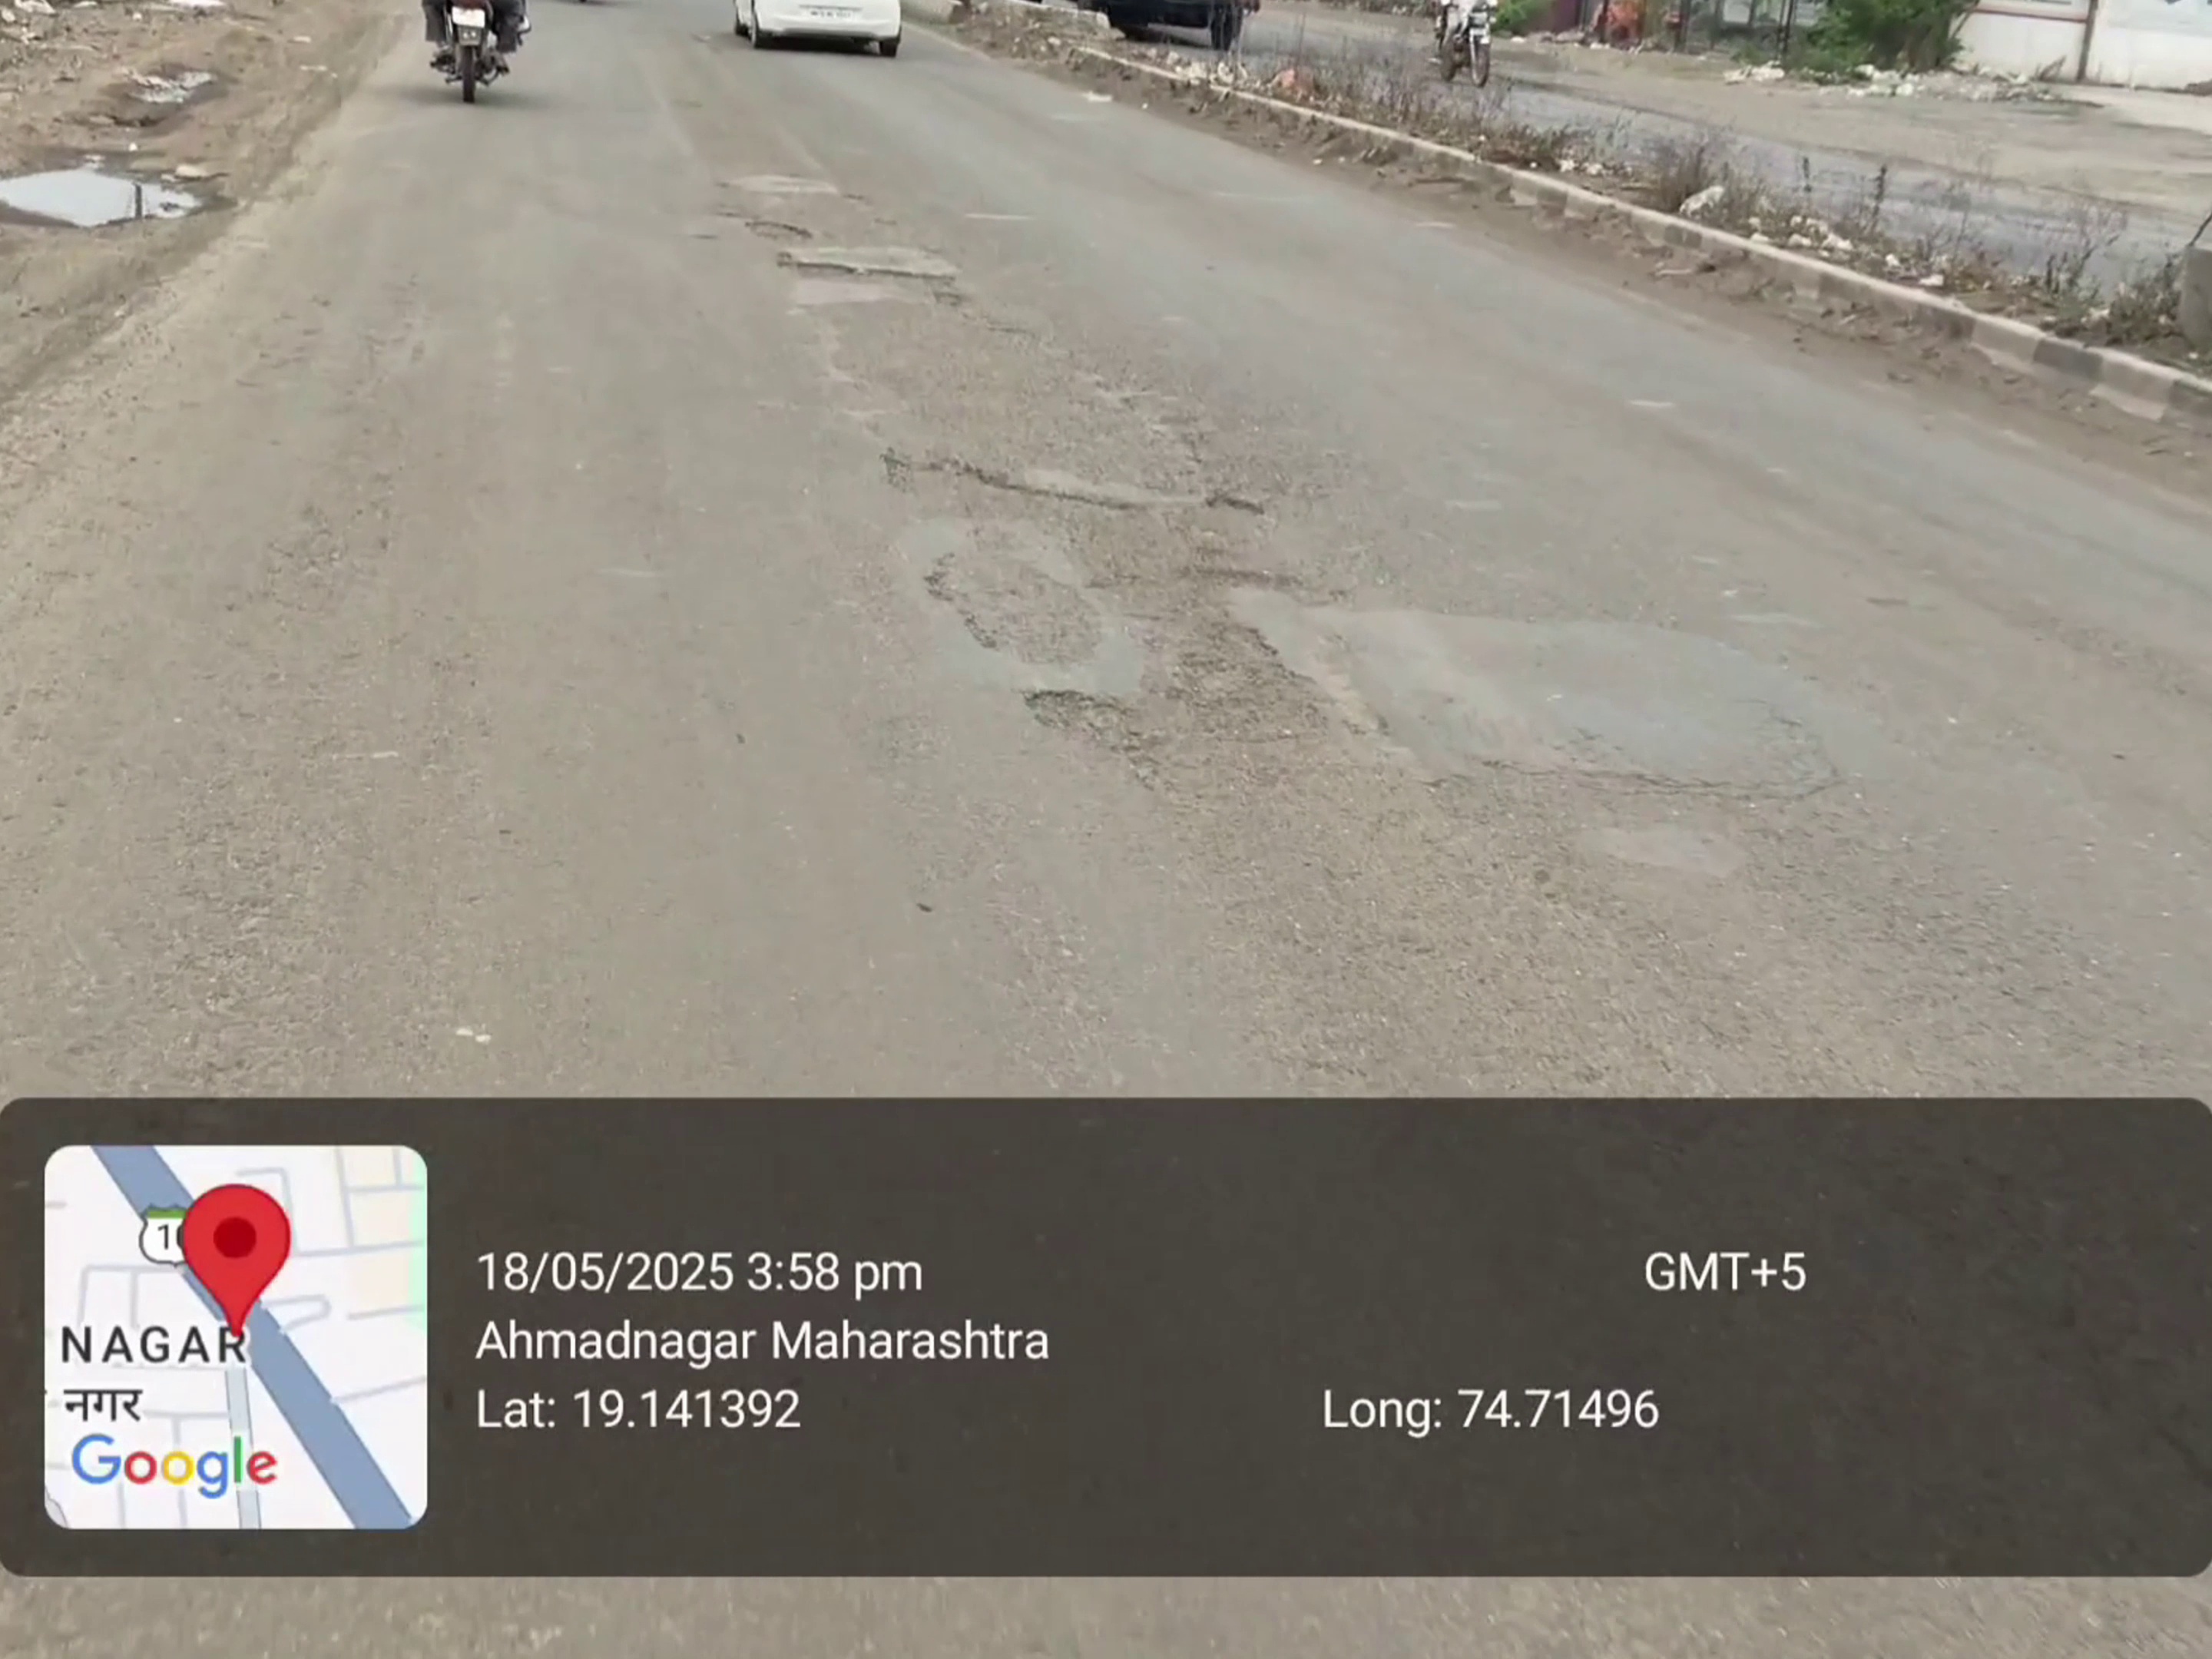 NAGAR
नगर
Google
18/05/2025 3:58 pm
GMT+5
Ahmadnagar Maharashtra
Lat: 19.141392
Long: 74.71496